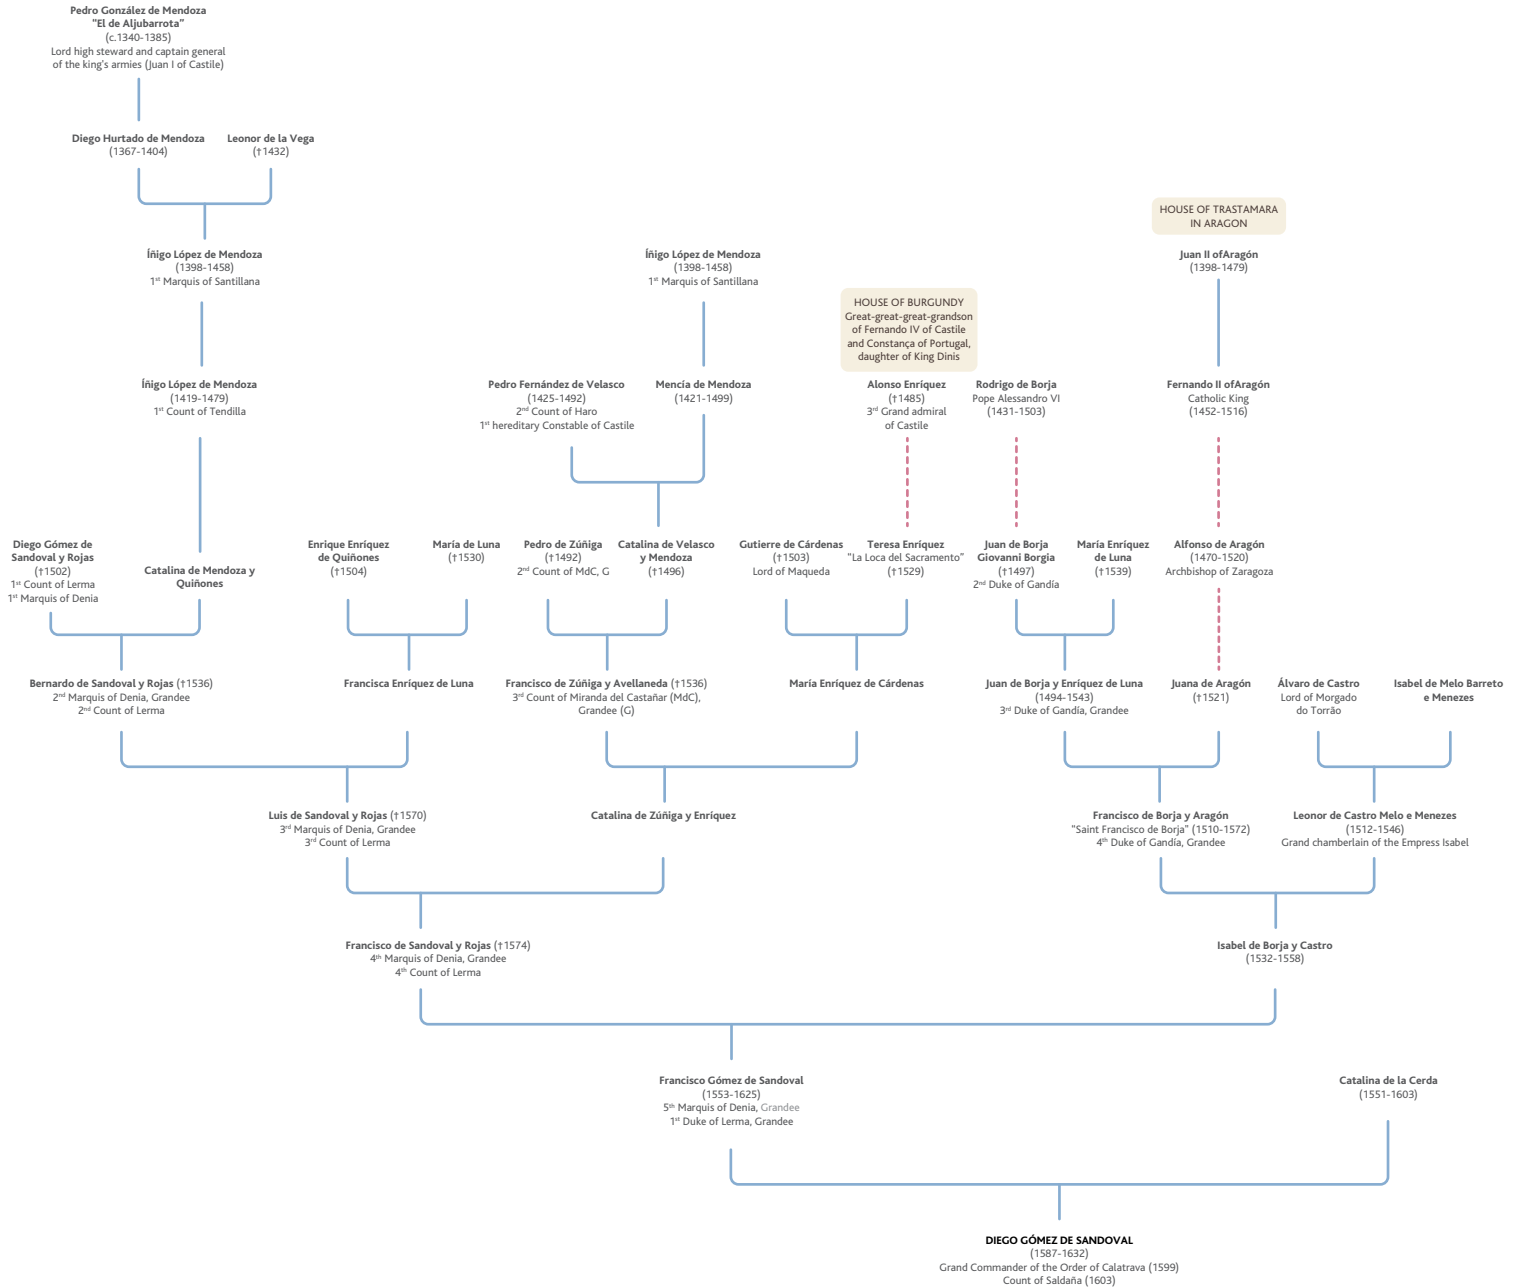 Pedro González de Mendoza
"El de Aljubarrota"
(c.1340-1385)
Lord high steward and captain general
of the king's armies (Juan I of Castile)
Diego Hurtado de Mendoza
(1367-1404)
Leonor de la Vega
(†1432)
Íñigo López de Mendoza
(1398-1458)
1st Marquis of Santillana
Íñigo López de Mendoza
(1398-1458)
1st Marquis of Santillana
HOUSE OF TRASTAMARA
IN ARAGON
Juan II ofAragón
(1398-1479)
HOUSE OF BURGUNDY
Great-great-great-grandson
of Fernando IV of Castile
and Constança of Portugal,
daughter of King Dinis
Íñigo López de Mendoza
(1419-1479)
1st Count of Tendilla
Pedro Fernández de Velasco
(1425-1492)
2nd Count of Haro
1st hereditary Constable of Castile
Mencía de Mendoza
(1421-1499)
Alonso Enríquez
(†1485)
3rd Grand admiral
of Castile
Rodrigo de Borja
Pope Alessandro VI
(1431-1503)
Fernando II ofAragón
Catholic King
(1452-1516)
Diego Gómez de
Sandoval y Rojas
(†1502)
1st Count of Lerma
1st Marquis of Denia
Catalina de Mendoza y
Quiñones
Enrique Enríquez
de Quiñones
(†1504)
María de Luna
(†1530)
Pedro de Zúñiga
(†1492)
2nd Count of MdC, G
Catalina de Velasco
y Mendoza
(†1496)
Gutierre de Cárdenas
(†1503)
Lord of Maqueda
Teresa Enríquez
"La Loca del Sacramento"
(†1529)
Juan de Borja
Giovanni Borgia
(†1497)
2nd Duke of Gandía
María Enríquez
de Luna
(†1539)
Alfonso de Aragón
(1470-1520)
Archbishop of Zaragoza
Bernardo de Sandoval y Rojas (†1536)
2nd Marquis of Denia, Grandee
2nd Count of Lerma
Francisca Enríquez de Luna
Francisco de Zúñiga y Avellaneda (†1536)
3rd Count of Miranda del Castañar (MdC),
Grandee (G)
María Enríquez de Cárdenas
Juan de Borja y Enríquez de Luna
(1494-1543)
3rd Duke of Gandía, Grandee
Juana de Aragón
(†1521)
Álvaro de Castro
Lord of Morgado
do Torrão
Isabel de Melo Barreto
e Menezes
Luis de Sandoval y Rojas (†1570)
3rd Marquis of Denia, Grandee
3rd Count of Lerma
Catalina de Zúñiga y Enríquez
Francisco de Borja y Aragón
"Saint Francisco de Borja" (1510-1572)
4th Duke of Gandía, Grandee
Leonor de Castro Melo e Menezes
(1512-1546)
Grand chamberlain of the Empress Isabel
Francisco de Sandoval y Rojas (†1574)
4th Marquis of Denia, Grandee
4th Count of Lerma
Isabel de Borja y Castro
(1532-1558)
Francisco Gómez de Sandoval
(1553-1625)
5th Marquis of Denia, Grandee
1st Duke of Lerma, Grandee
Catalina de la Cerda
(1551-1603)
DIEGO GÓMEZ DE SANDOVAL
(1587-1632)
Grand Commander of the Order of Calatrava (1599)
Count of Saldaña (1603)